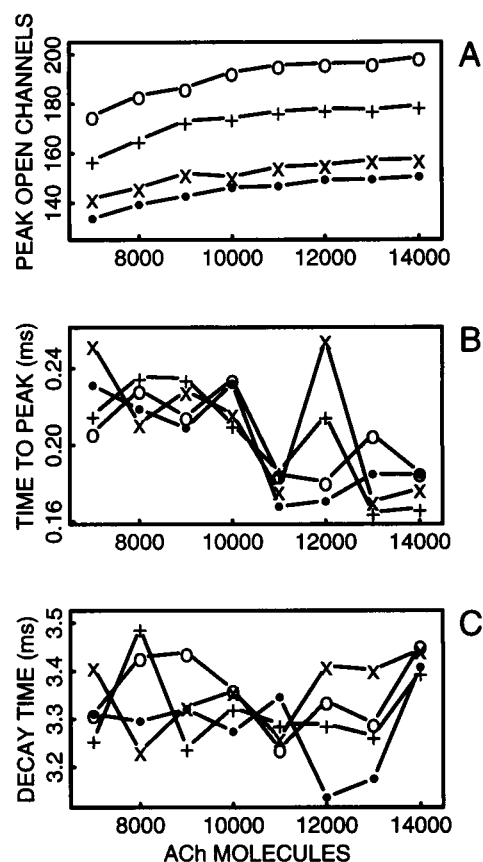 A
PEAK OPEN CHANNELS
200
180
160
140
8000 10000 12000 14000
B
TIME TO PEAK (ms)
0.24
0.20
0.16
8000 10000 12000 14000
C
DECAY TIME (ms)
3.5
3.4
3.3
3.2
8000 10000 12000 14000
ACh MOLECULES